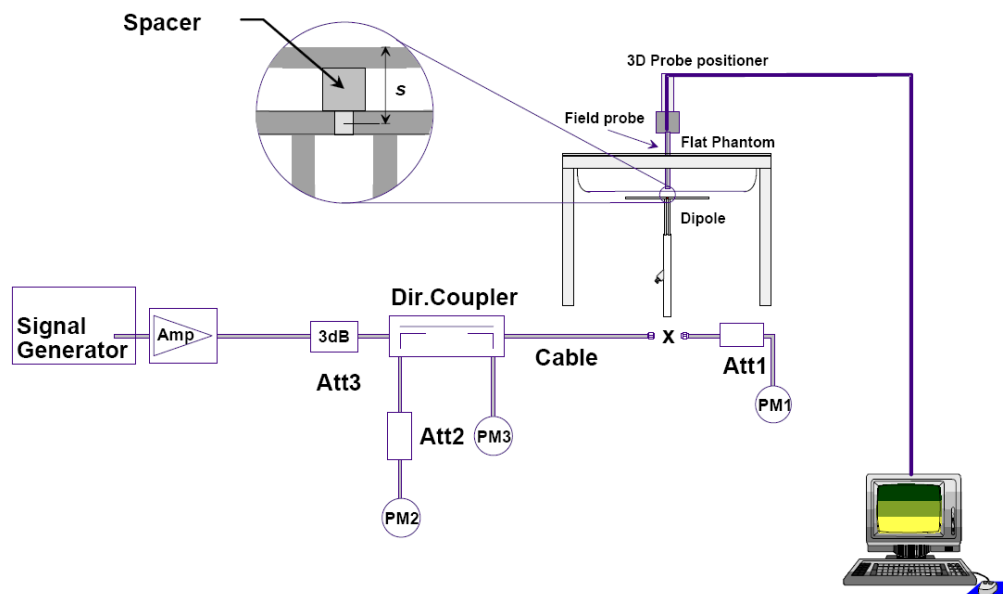 Spacer
s
3D Probe positioner
Field probe
Flat Phantom
Dipole
Signal
Generator
Amp
3dB
Att3
Dir.Coupler
Cable
x
Att1
PM1
Att2
PM3
PM2